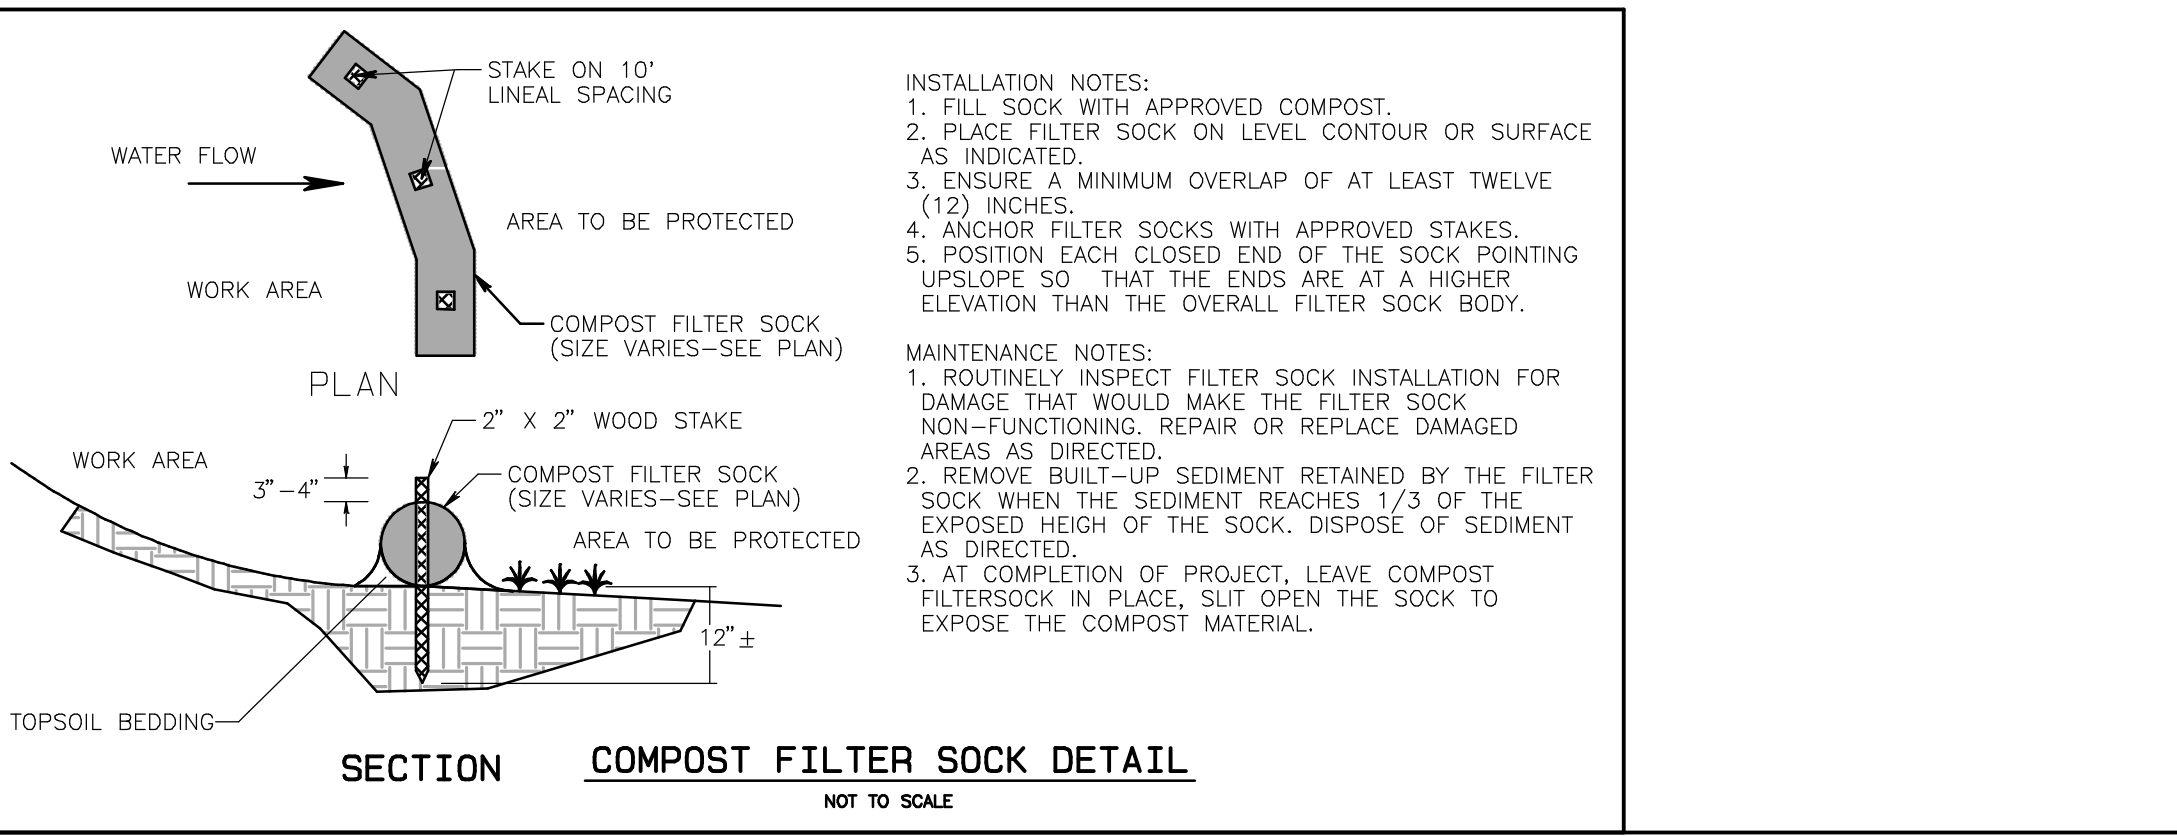 STAKE ON 10'
LINEAL SPACING
WATER FLOW
AREA TO BE PROTECTED
WORK AREA
COMPOST FILTER SOCK
(SIZE VARIES-SEE PLAN)
PLAN
2" X 2" WOOD STAKE
WORK AREA
3"-4"
COMPOST FILTER SOCK
(SIZE VARIES-SEE PLAN)
AREA TO BE PROTECTED
12"±
TOPSOIL BEDDING
SECTION
INSTALLATION NOTES:
1. FILL SOCK WITH APPROVED COMPOST.
2. PLACE FILTER SOCK ON LEVEL CONTOUR OR SURFACE
AS INDICATED.
3. ENSURE A MINIMUM OVERLAP OF AT LEAST TWELVE
(12) INCHES.
4. ANCHOR FILTER SOCKS WITH APPROVED STAKES.
5. POSITION EACH CLOSED END OF THE SOCK POINTING
UPSLOPE SO THAT THE ENDS ARE AT A HIGHER
ELEVATION THAN THE OVERALL FILTER SOCK BODY.
MAINTENANCE NOTES:
1. ROUTINELY INSPECT FILTER SOCK INSTALLATION FOR
DAMAGE THAT WOULD MAKE THE FILTER SOCK
NON-FUNCTIONING. REPAIR OR REPLACE DAMAGED
AREAS AS DIRECTED.
2. REMOVE BUILT-UP SEDIMENT RETAINED BY THE FILTER
SOCK WHEN THE SEDIMENT REACHES 1/3 OF THE
EXPOSED HEIGH OF THE SOCK. DISPOSE OF SEDIMENT
AS DIRECTED.
3. AT COMPLETION OF PROJECT, LEAVE COMPOST
FILTERSOCK IN PLACE, SLIT OPEN THE SOCK TO
EXPOSE THE COMPOST MATERIAL.
COMPOST FILTER SOCK DETAIL
NOT TO SCALE